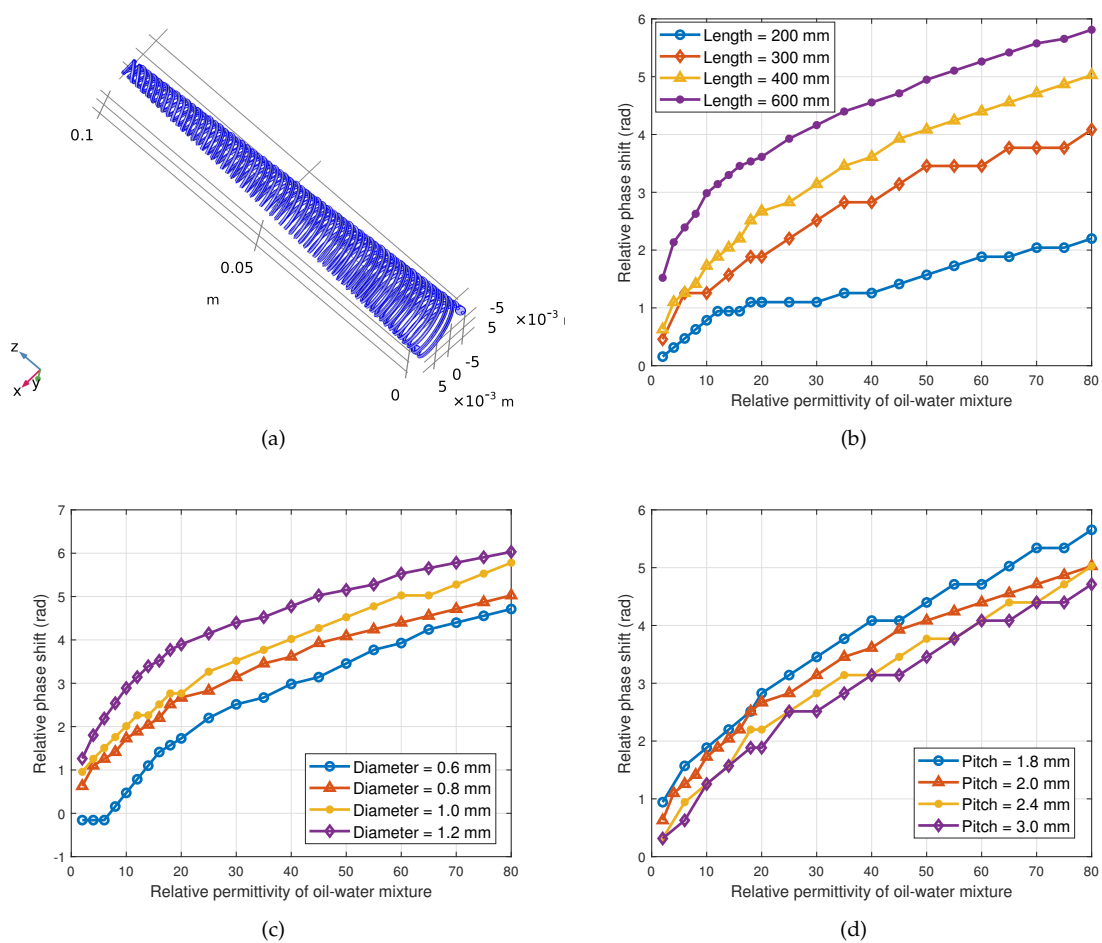 0.1
0.05
m
-5
5
×10⁻³
-5
0
0
5
×10⁻³ m
z
x
y
(a)
Relative phase shift (rad)
6
5
4
3
2
1
0
Length = 200 mm
Length = 300 mm
Length = 400 mm
Length = 600 mm
0 10 20 30 40 50 60 70 80
Relative permittivity of oil-water mixture
(b)
Relative phase shift (rad)
7
6
5
4
3
2
1
0
-1
Diameter = 0.6 mm
Diameter = 0.8 mm
Diameter = 1.0 mm
Diameter = 1.2 mm
0 10 20 30 40 50 60 70 80
Relative permittivity of oil-water mixture
(c)
Relative phase shift (rad)
6
5
4
3
2
1
0
Pitch = 1.8 mm
Pitch = 2.0 mm
Pitch = 2.4 mm
Pitch = 3.0 mm
0 10 20 30 40 50 60 70 80
Relative permittivity of oil-water mixture
(d)